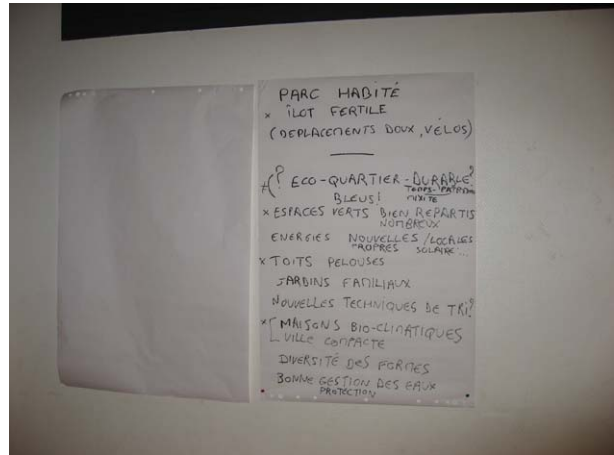 PARC HABITÉ
x ÎLOT FERTILE
(DEPLACEMENTS DOUX, VÉLOS)
? ECO-QUARTIER - DURABLE?
BLEUS!
MIXITÉ
x ESPACES VERTS BIEN REPARTIS
NOMBREUX
ENERGIES NOUVELLES / LOCALES
PROPRES SOLAIRE...
x TOITS PELOUSES
JARDINS FAMILIAUX
NOUVELLES TECHNIQUES DE TRI?
x [ MAISONS BIO-CLIMATIQUES
VILLE COMPACTE
DIVERSITÉ DES FORMES
BONNE GESTION DES EAUX
PROTECTION